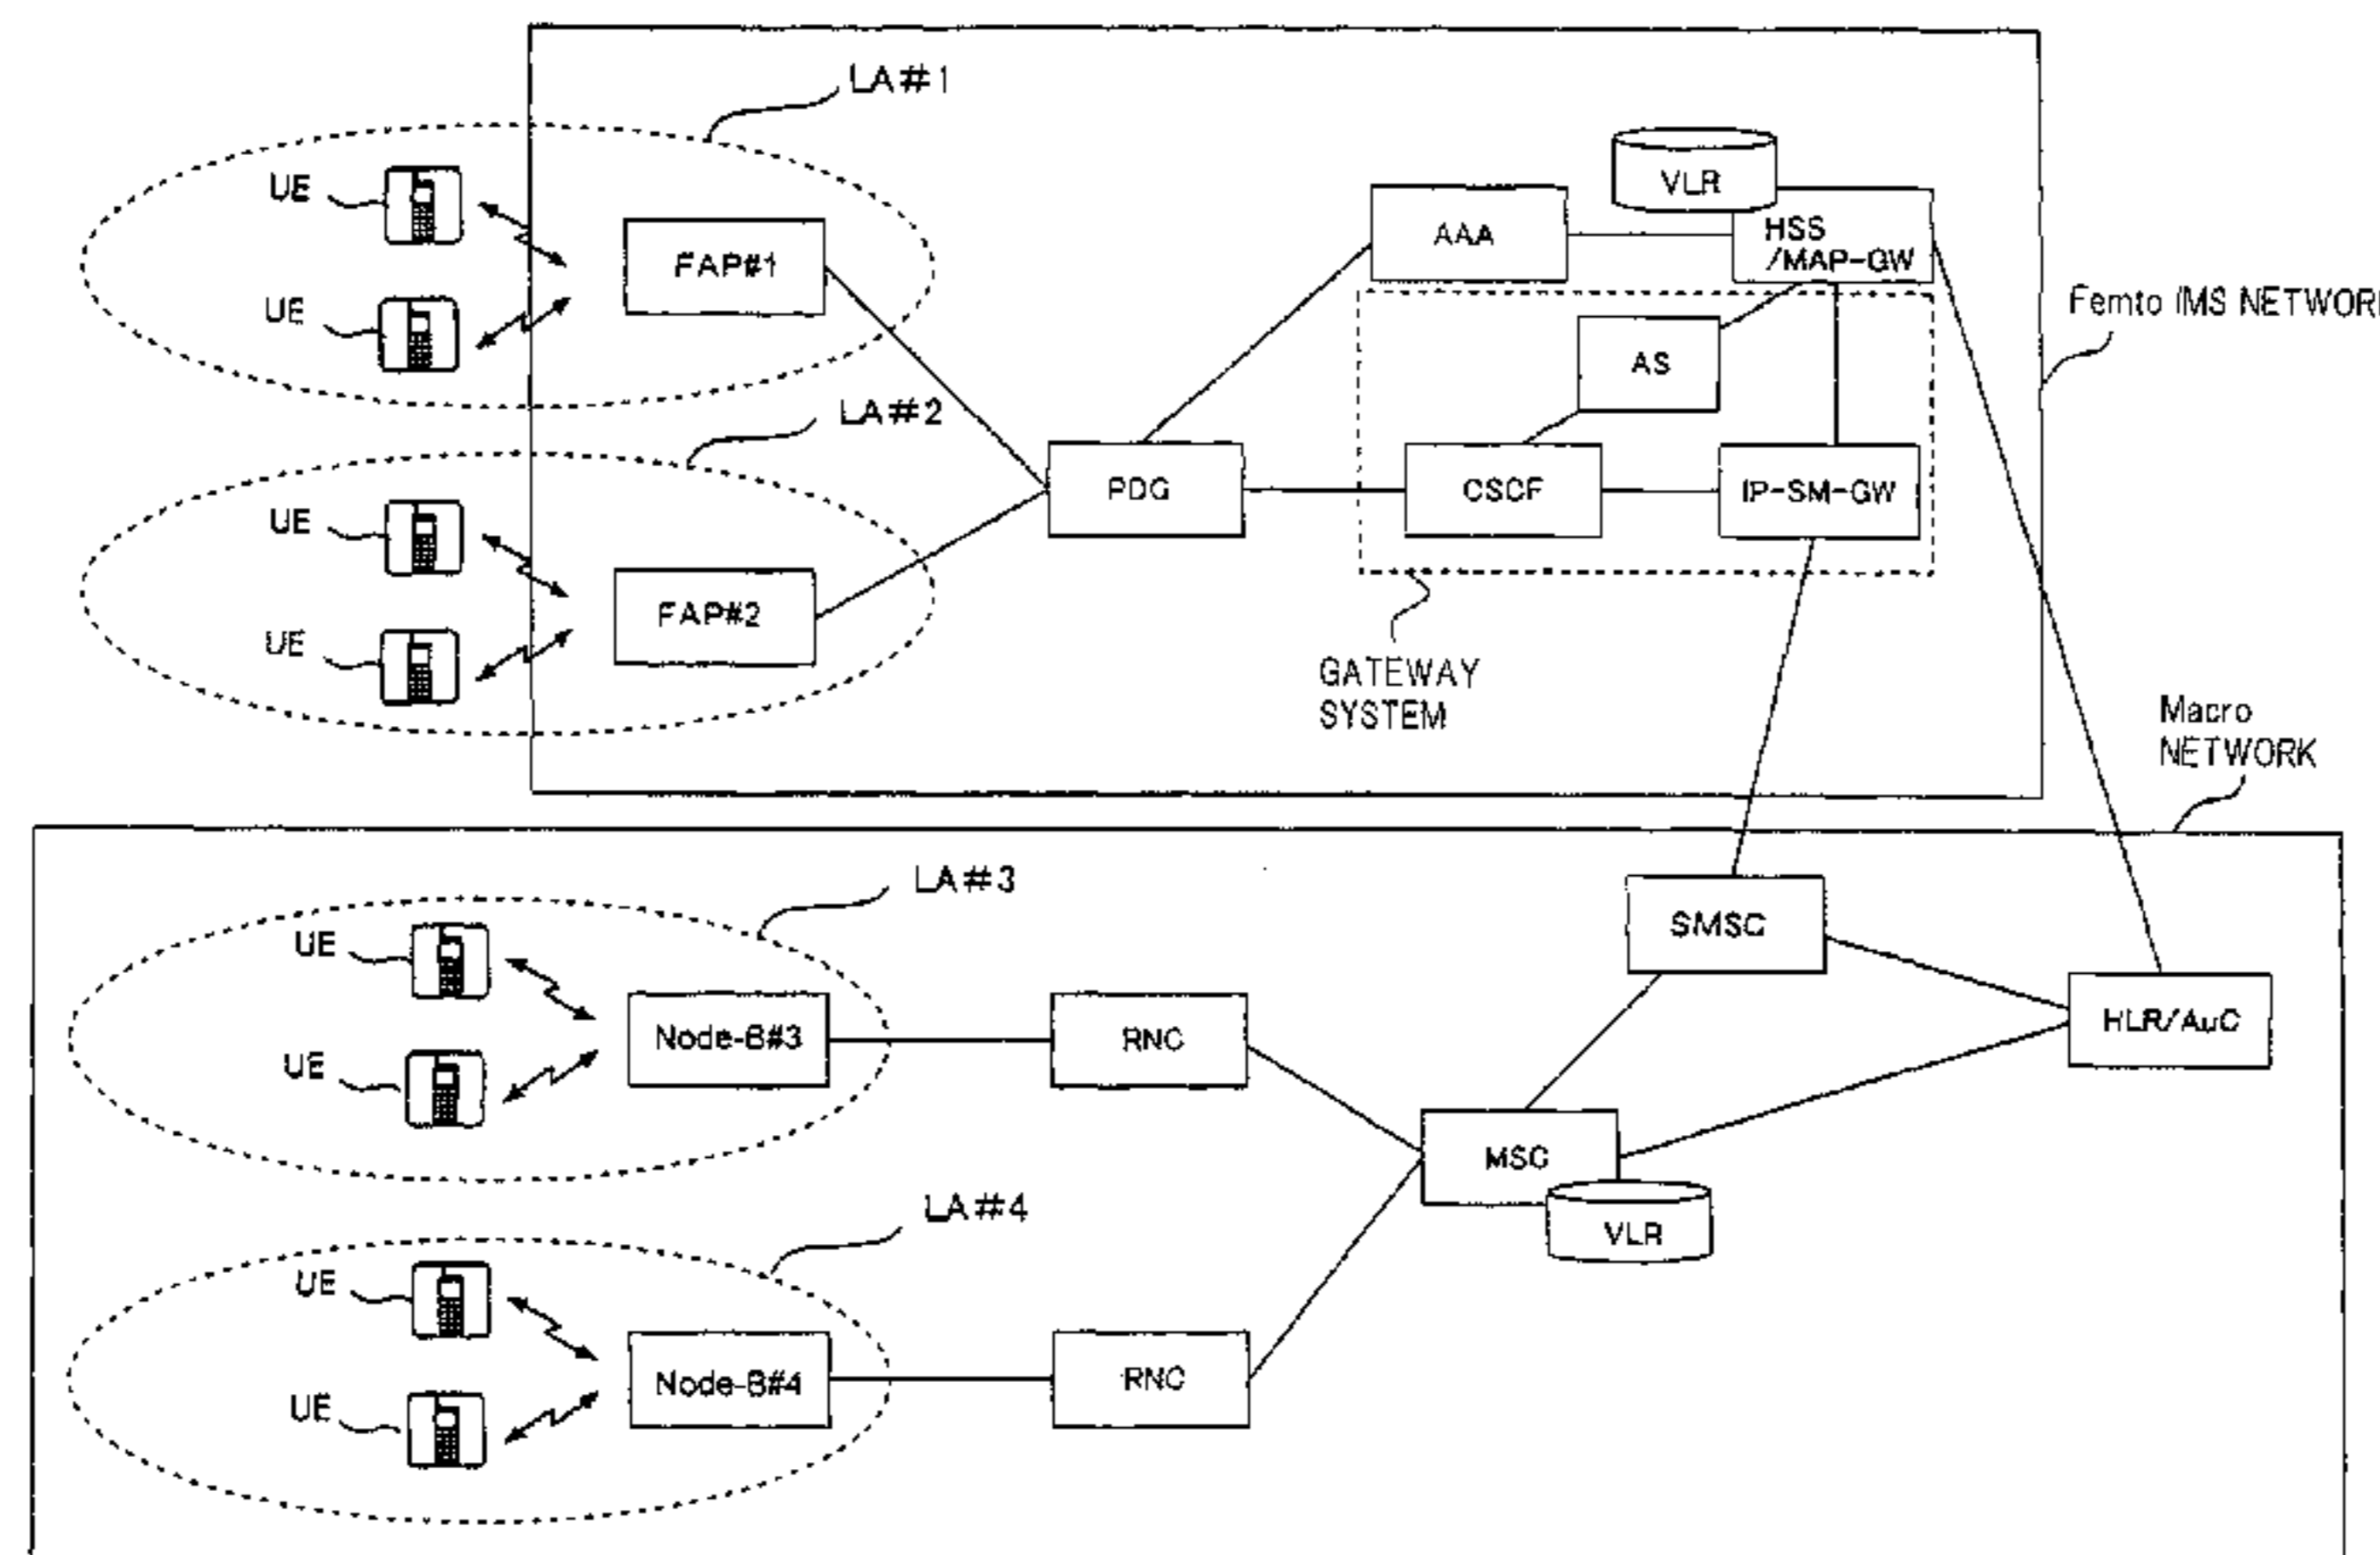 LA#1
UE
UE
FAP#1
VLR
AAA
HSS
/MAP-GW
Femto IMS NETWOR
AS
LA#2
UE
UE
FAP#2
PDG
CSCF
IP-SM-GW
GATEWAY
SYSTEM
Macro
NETWORK
LA#3
UE
UE
Node-B#3
RNC
SMSC
HLR/AuC
MSC
VLR
LA#4
UE
UE
Node-B#4
RNC